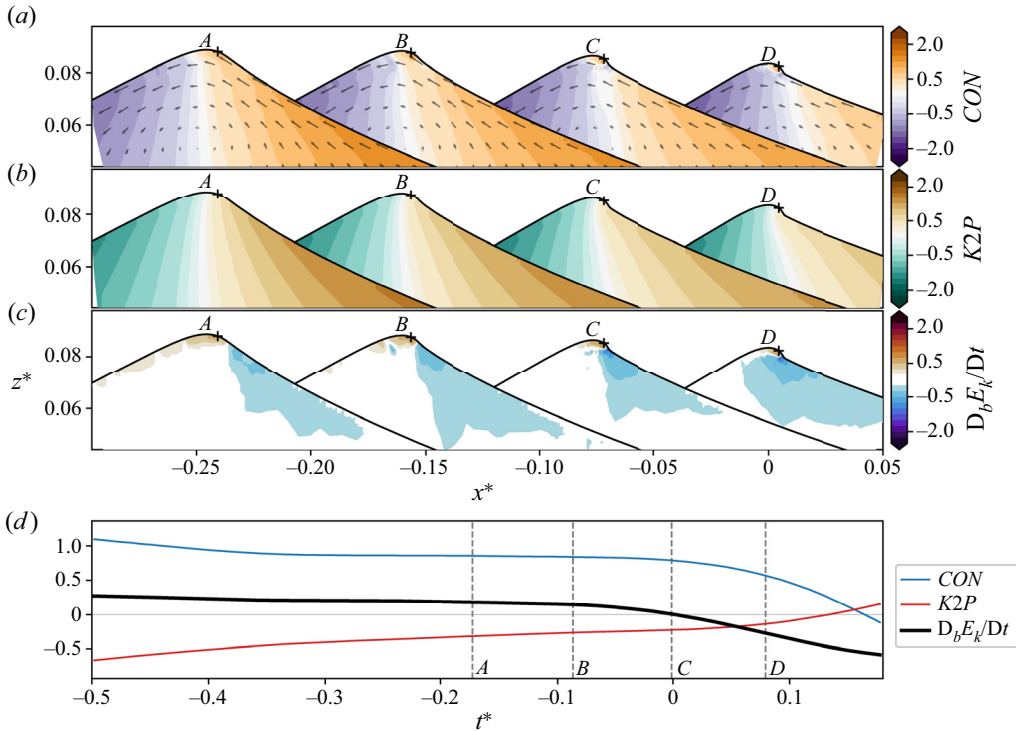 (a)
A B C D
0.08
0.06
2.0
0.5
−0.5
−2.0
CON
(b)
A B C D
0.08
0.06
2.0
0.5
−0.5
−2.0
K2P
(c)
A B C D
0.08
0.06
z*
2.0
0.5
−0.5
−2.0
D_bE_k/Dt
−0.25 −0.20 −0.15 −0.10 −0.05 0 0.05
x*
(d)
1.0
0.5
0
−0.5
A B C D
CON
K2P
D_bE_k/Dt
−0.5 −0.4 −0.3 −0.2 −0.1 0 0.1
t*